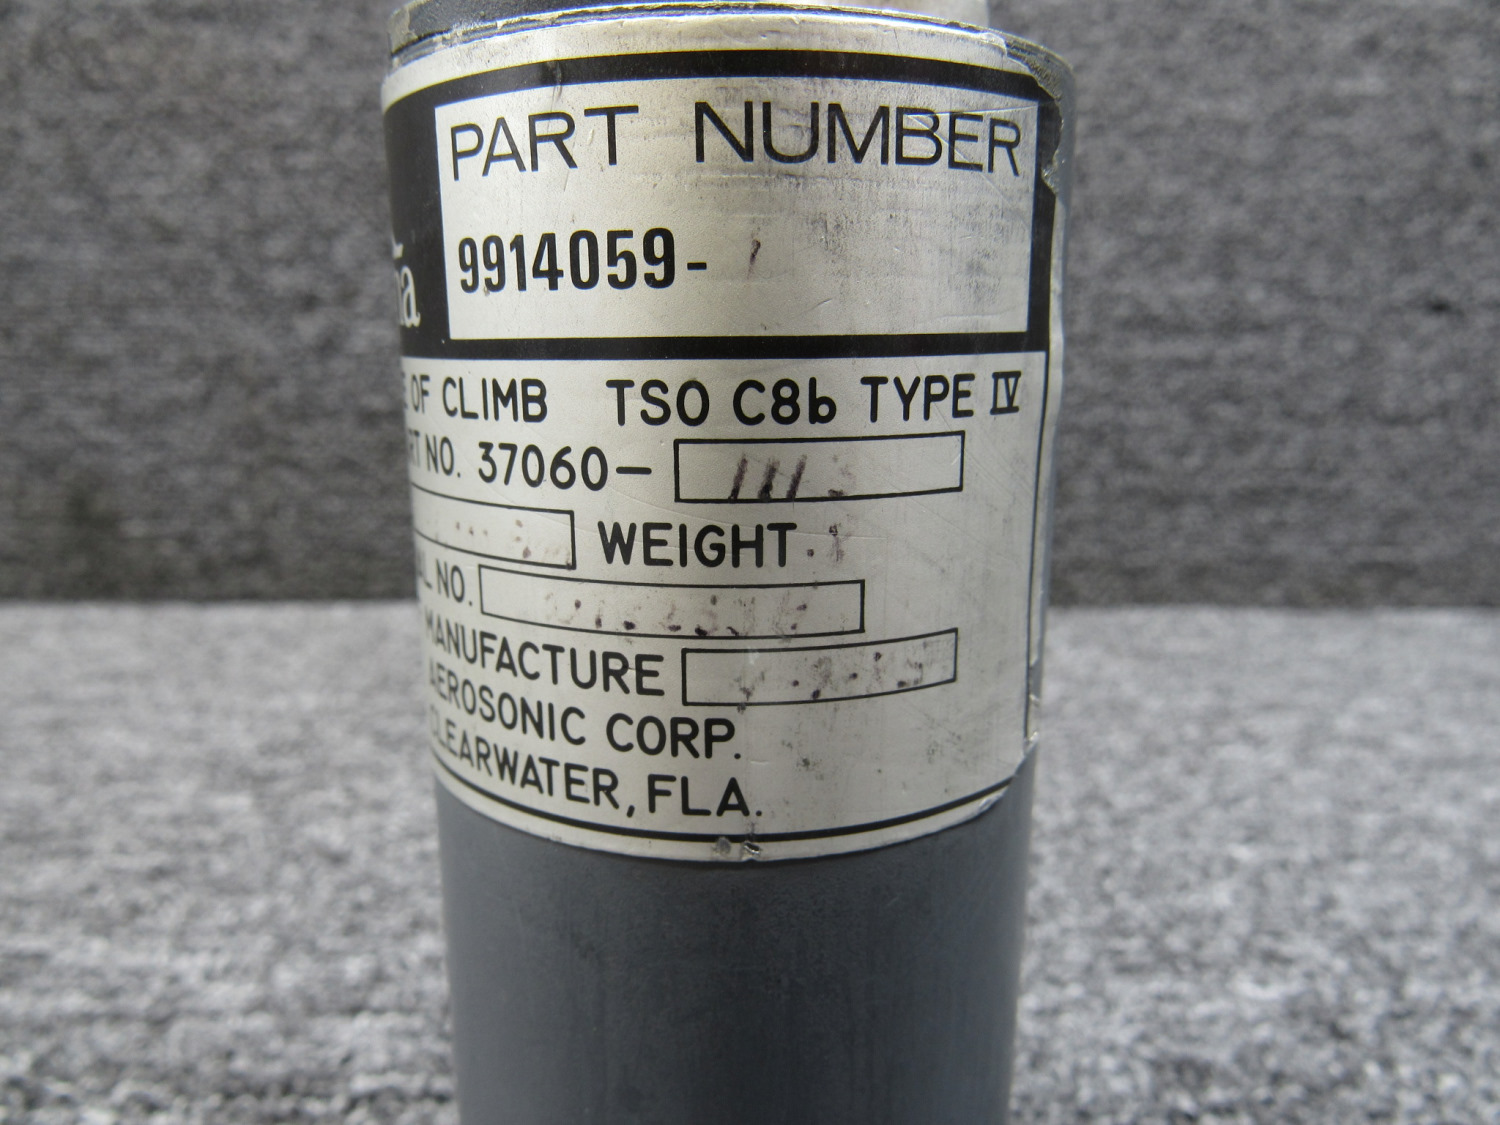 PART NUMBER
9914059-
OF CLIMB TSO C8b TYPE IV
NO. 37060-
WEIGHT
NO.
MANUFACTURE
AEROSONIC CORP.
CLEARWATER, FLA.